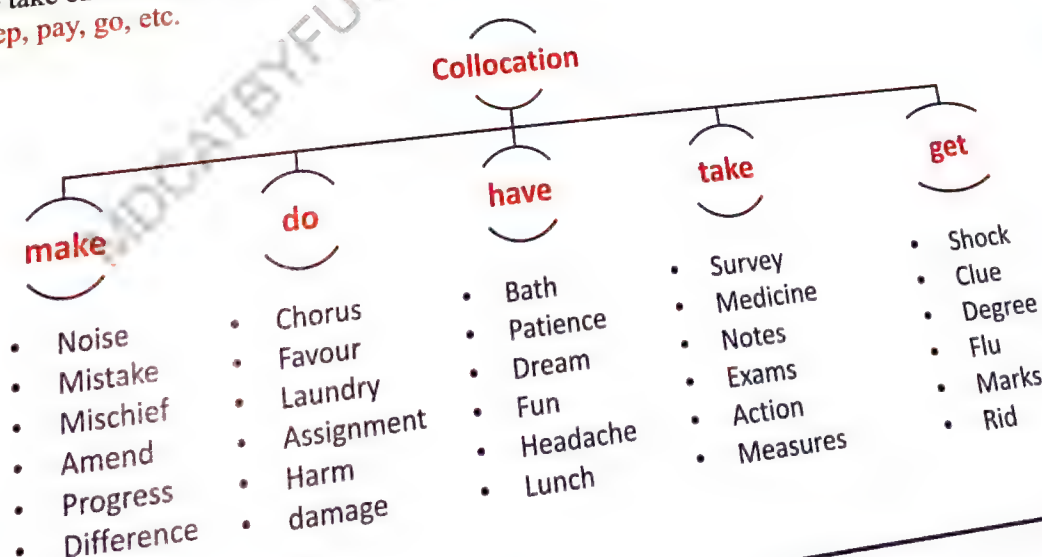 ep, pay, go, etc.
Collocation
make
do
have
take
get
• Noise
• Mistake
• Mischief
• Amend
• Progress
• Difference
• Chorus
• Favour
• Laundry
• Assignment
• Harm
• damage
• Bath
• Patience
• Dream
• Fun
• Headache
• Lunch
• Survey
• Medicine
• Notes
• Exams
• Action
• Measures
• Shock
• Clue
• Degree
• Flu
• Marks
• Rid
MDCATBYFU